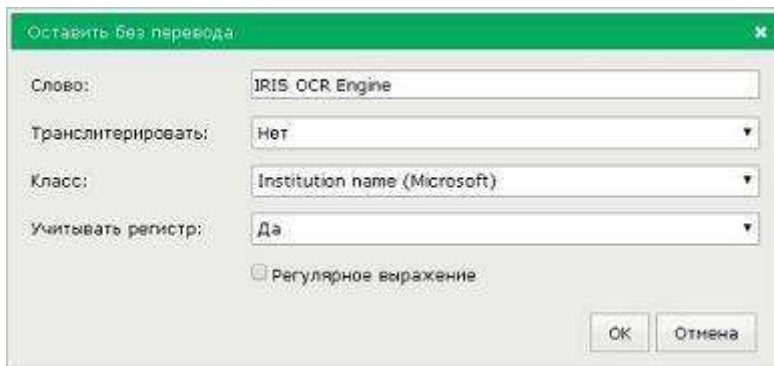 Оставить без перевода
Слово: IRIS OCR Engine
Транслитерировать: Нет
Класс: Institution name (Microsoft)
Учитывать регистр: Да
Регулярное выражение
ОК Отмена